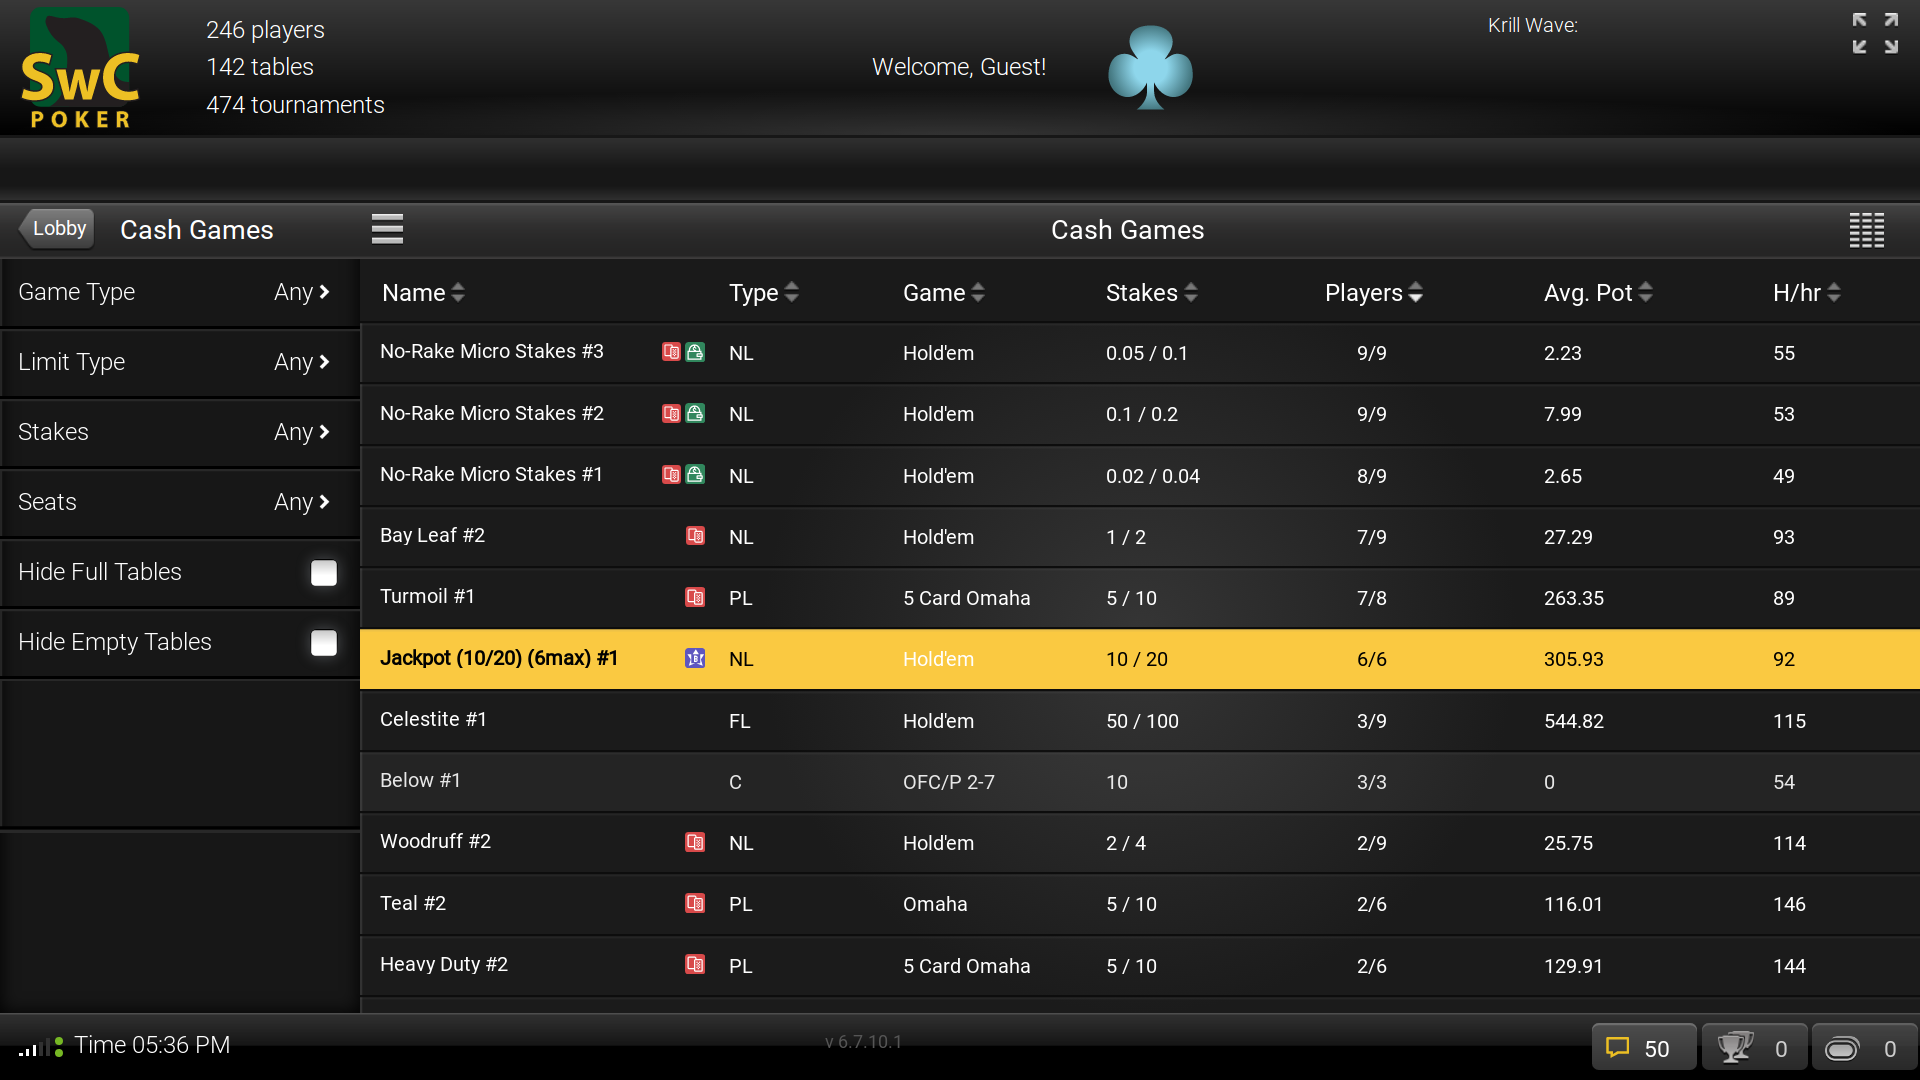 SwC
POKER
246 players
142 tables
474 tournaments
Welcome, Guest!
Krill Wave:
Lobby
Cash Games
Cash Games
Game Type Any
Limit Type Any
Stakes Any
Seats Any
Hide Full Tables
Hide Empty Tables
Name Type Game Stakes Players Avg. Pot H/hr
No-Rake Micro Stakes #3 NL Hold'em 0.05 / 0.1 9/9 2.23 55
No-Rake Micro Stakes #2 NL Hold'em 0.1 / 0.2 9/9 7.99 53
No-Rake Micro Stakes #1 NL Hold'em 0.02 / 0.04 8/9 2.65 49
Bay Leaf #2 NL Hold'em 1 / 2 7/9 27.29 93
Turmoil #1 PL 5 Card Omaha 5 / 10 7/8 263.35 89
Jackpot (10/20) (6max) #1 NL Hold'em 10 / 20 6/6 305.93 92
Celestite #1 FL Hold'em 50 / 100 3/9 544.82 115
Below #1 C OFC/P 2-7 10 3/3 0 54
Woodruff #2 NL Hold'em 2 / 4 2/9 25.75 114
Teal #2 PL Omaha 5 / 10 2/6 116.01 146
Heavy Duty #2 PL 5 Card Omaha 5 / 10 2/6 129.91 144
Time 05:36 PM
v 6.7.10.1
50
0
0